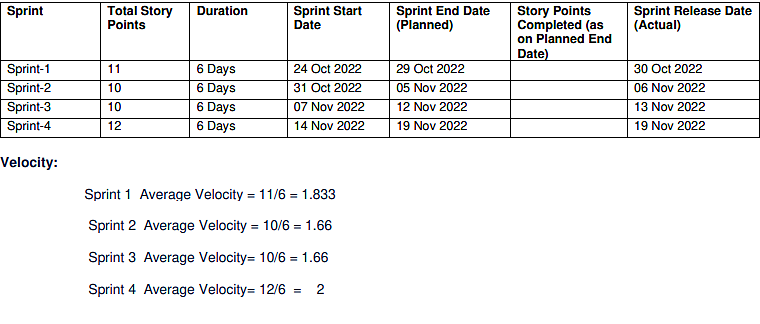 Sprint Total Story Points Duration Sprint Start Date Sprint End Date (Planned) Story Points Completed (as on Planned End Date) Sprint Release Date (Actual)
Sprint-1 11 6 Days 24 Oct 2022 29 Oct 2022 30 Oct 2022
Sprint-2 10 6 Days 31 Oct 2022 05 Nov 2022 06 Nov 2022
Sprint-3 10 6 Days 07 Nov 2022 12 Nov 2022 13 Nov 2022
Sprint-4 12 6 Days 14 Nov 2022 19 Nov 2022 19 Nov 2022
Velocity:
Sprint 1 Average Velocity = 11/6 = 1.833
Sprint 2 Average Velocity = 10/6 = 1.66
Sprint 3 Average Velocity= 10/6 = 1.66
Sprint 4 Average Velocity= 12/6 = 2